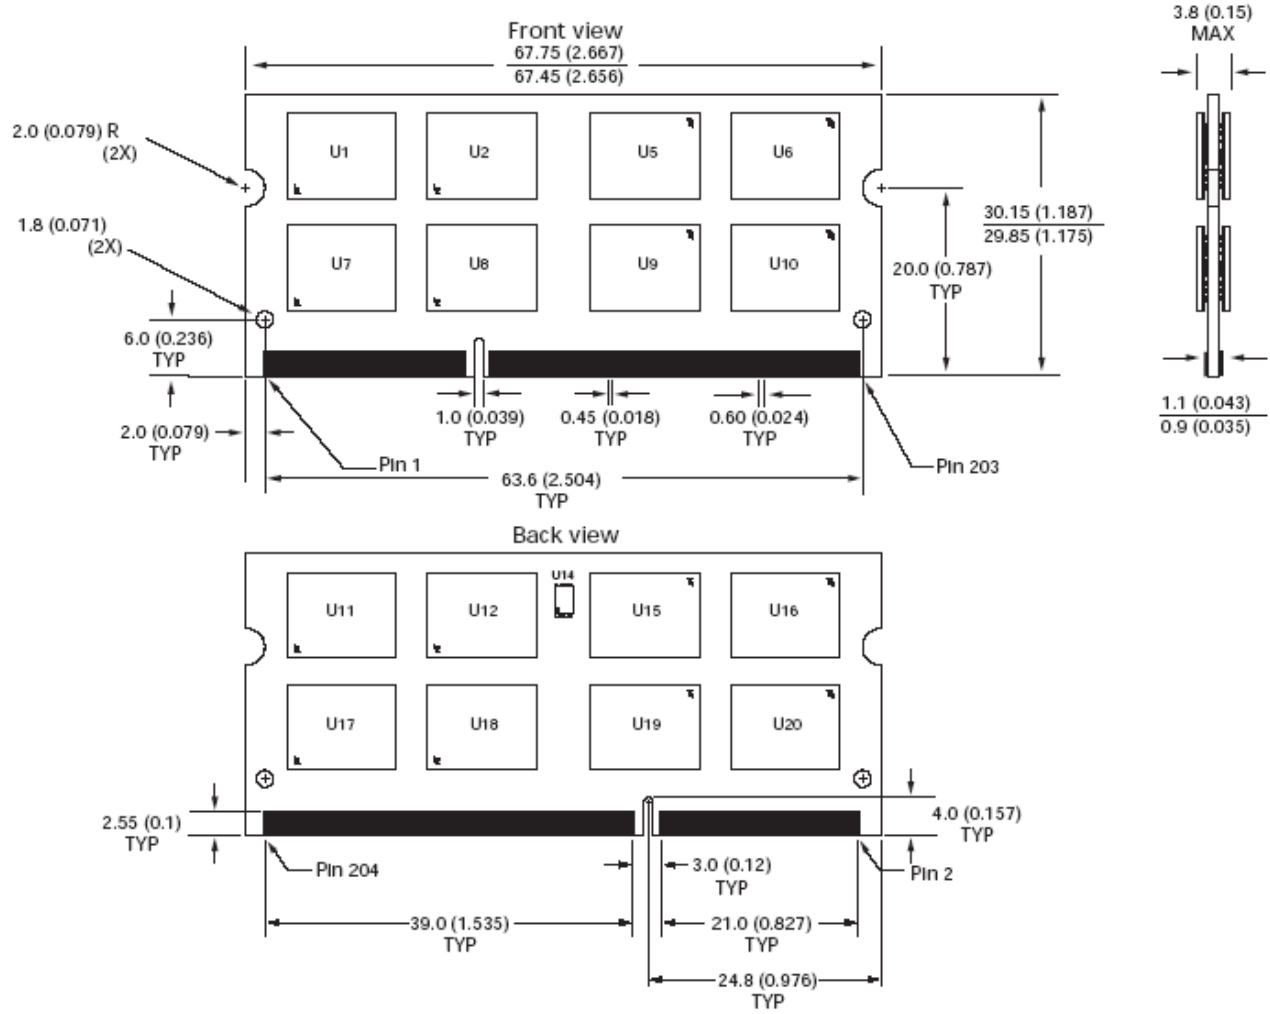 Front view
67.75 (2.667)
67.45 (2.656)
3.8 (0.15)
MAX
2.0 (0.079) R
(2X)
U1
U2
U5
U6
1.8 (0.071)
(2X)
30.15 (1.187)
29.85 (1.175)
U7
U8
U9
U10
20.0 (0.787)
TYP
6.0 (0.236)
TYP
1.0 (0.039)
TYP
0.45 (0.018)
TYP
0.60 (0.024)
TYP
1.1 (0.043)
0.9 (0.035)
2.0 (0.079)
TYP
Pin 1
Pin 203
63.6 (2.504)
TYP
Back view
U11
U12
U14
U15
U16
U17
U18
U19
U20
2.55 (0.1)
TYP
4.0 (0.157)
TYP
Pin 204
3.0 (0.12)
TYP
Pin 2
39.0 (1.535)
TYP
21.0 (0.827)
TYP
24.8 (0.976)
TYP